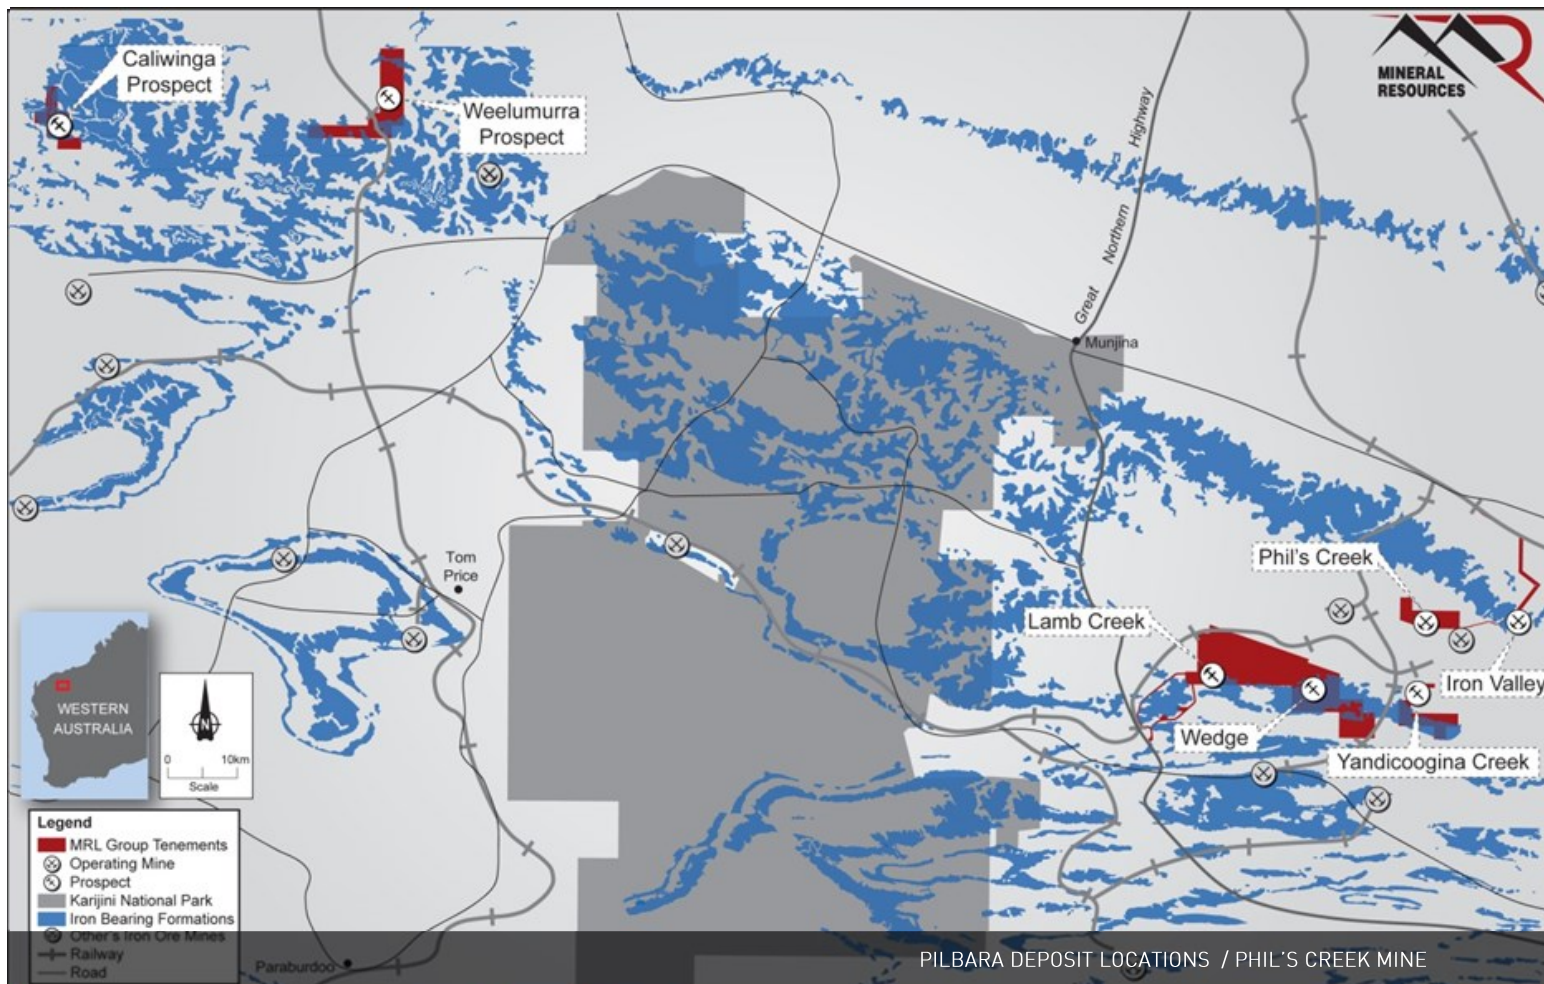 Caliwinga
Prospect
Weelumurra
Prospect
MINERAL
RESOURCES
Great Northern Highway
Munjina
Tom
Price
Phil's Creek
Lamb Creek
Iron Valley
Wedge
Yandicoogina Creek
WESTERN
AUSTRALIA
N
0 10km
Scale
Legend
MRL Group Tenements
Operating Mine
Prospect
Karijini National Park
Iron Bearing Formations
Other's Iron Ore Mines
Railway
Road
Paraburdoo
PILBARA DEPOSIT LOCATIONS / PHIL'S CREEK MINE